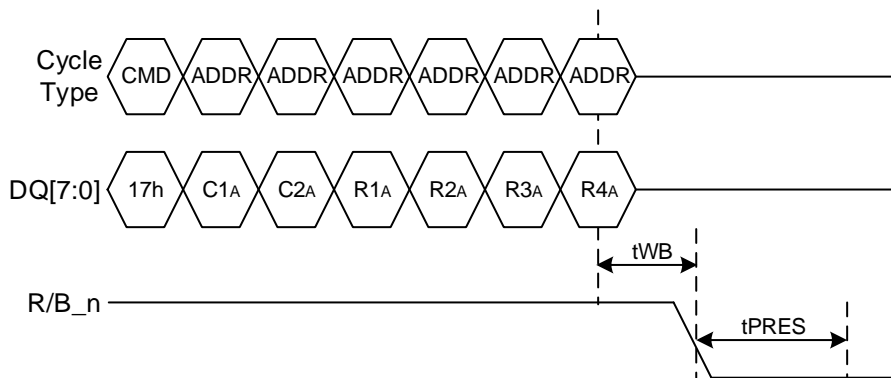 Cycle Type
CMD ADDR ADDR ADDR ADDR ADDR ADDR
DQ[7:0] 17h C1A C2A R1A R2A R3A R4A
tWB
R/B_n
tPRES